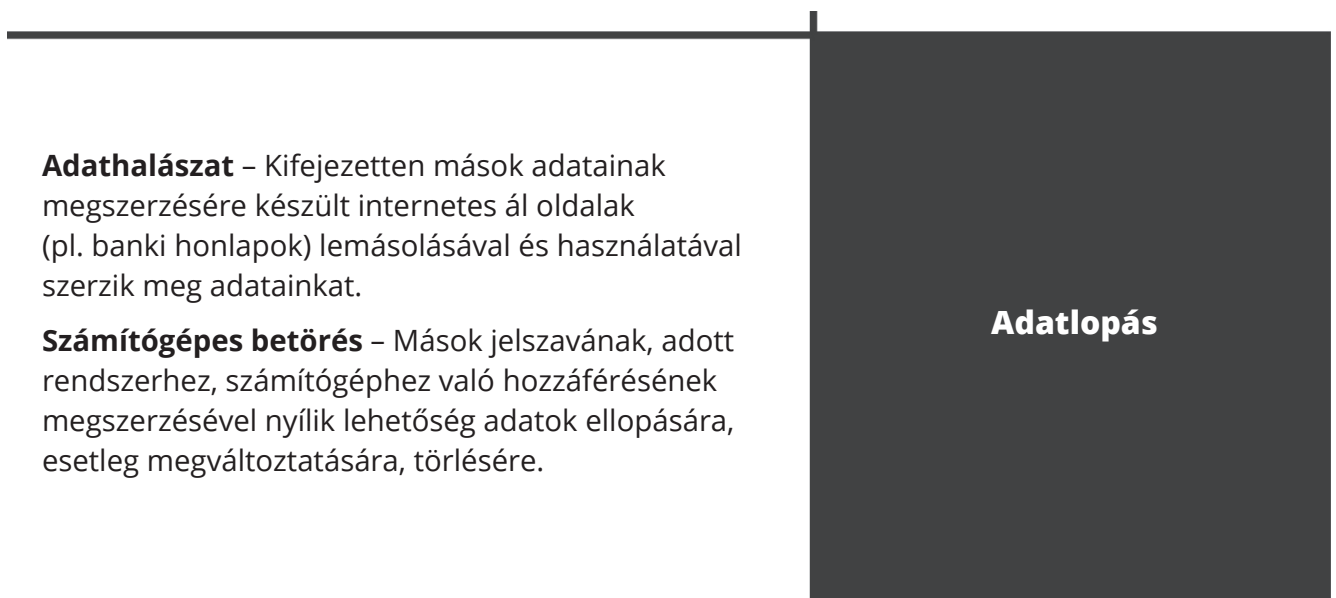 Adathalászat – Kifejezetten mások adatainak
megszerzésére készült internetes ál oldalak
(pl. banki honlapok) lemásolásával és használatával
szerzik meg adatainkat.
Számítógépes betörés – Mások jelszavának, adott
rendszerhez, számítógéphez való hozzáférésének
megszerzésével nyílik lehetőség adatok ellopására,
esetleg megváltoztatására, törlésére.
Adatlopás